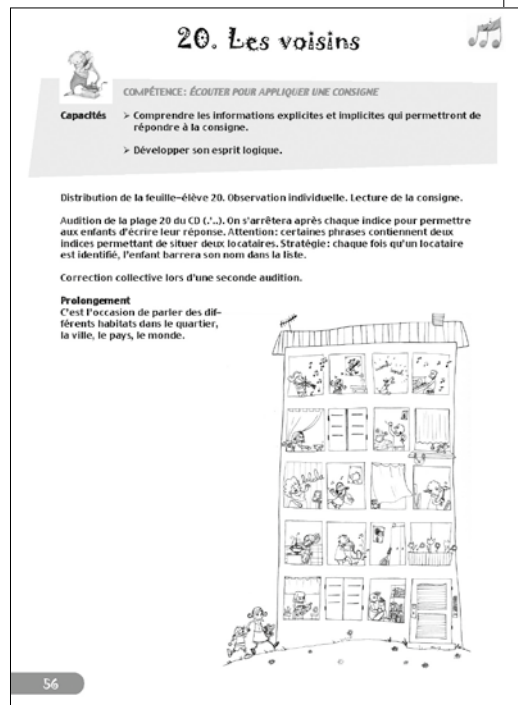 20. Les voisins
COMPÉTENCE : ÉCOUTER POUR APPLIQUER UNE CONSIGNE
Capacités ➢ Comprendre les informations explicites et implicites qui permettront de
répondre à la consigne.
➢ Développer son esprit logique.
Distribution de la feuille-élève 20. Observation individuelle. Lecture de la consigne.
Audition de la plage 20 du CD (.'..). On s'arrêtera après chaque indice pour permettre
aux enfants d'écrire leur réponse. Attention : certaines phrases contiennent deux
indices permettant de situer deux locataires. Stratégie : chaque fois qu'un locataire
est identifié, l'enfant barrera son nom dans la liste.
Correction collective lors d'une seconde audition.
Prolongement
C'est l'occasion de parler des dif-
férents habitats dans le quartier,
la ville, le pays, le monde.
56